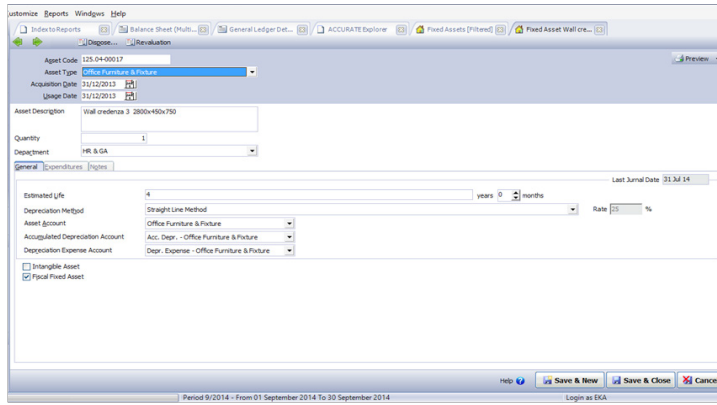 ustomize Reports Windows Help
Index to Reports Balance Sheet (Multi... General Ledger Det... ACCURATE Explorer Fixed Assets [Filtered] Fixed Asset Wall cre...
Dispose... Revaluation
Asset Code 125.04-00017 Preview
Asset Type Office Furniture & Fixture
Acquisition Date 31/12/2013
Usage Date 31/12/2013
Asset Description Wall credenza 3 2800x450x750
Quantity 1
Department HR & GA
General Expenditures Notes
Last Jurnal Date 31 Jul 14
Estimated Life 4 years 0 months
Depreciation Method Straight Line Method Rate 25 %
Asset Account Office Furniture & Fixture
Accumulated Depreciation Account Acc. Depr. - Office Furniture & Fixture
Depreciation Expense Account Depr. Expense - Office Furniture & Fixture
Intangible Asset
Fiscal Fixed Asset
Help Save & New Save & Close Cance
Period 9/2014 - From 01 September 2014 To 30 September 2014 Login as EKA